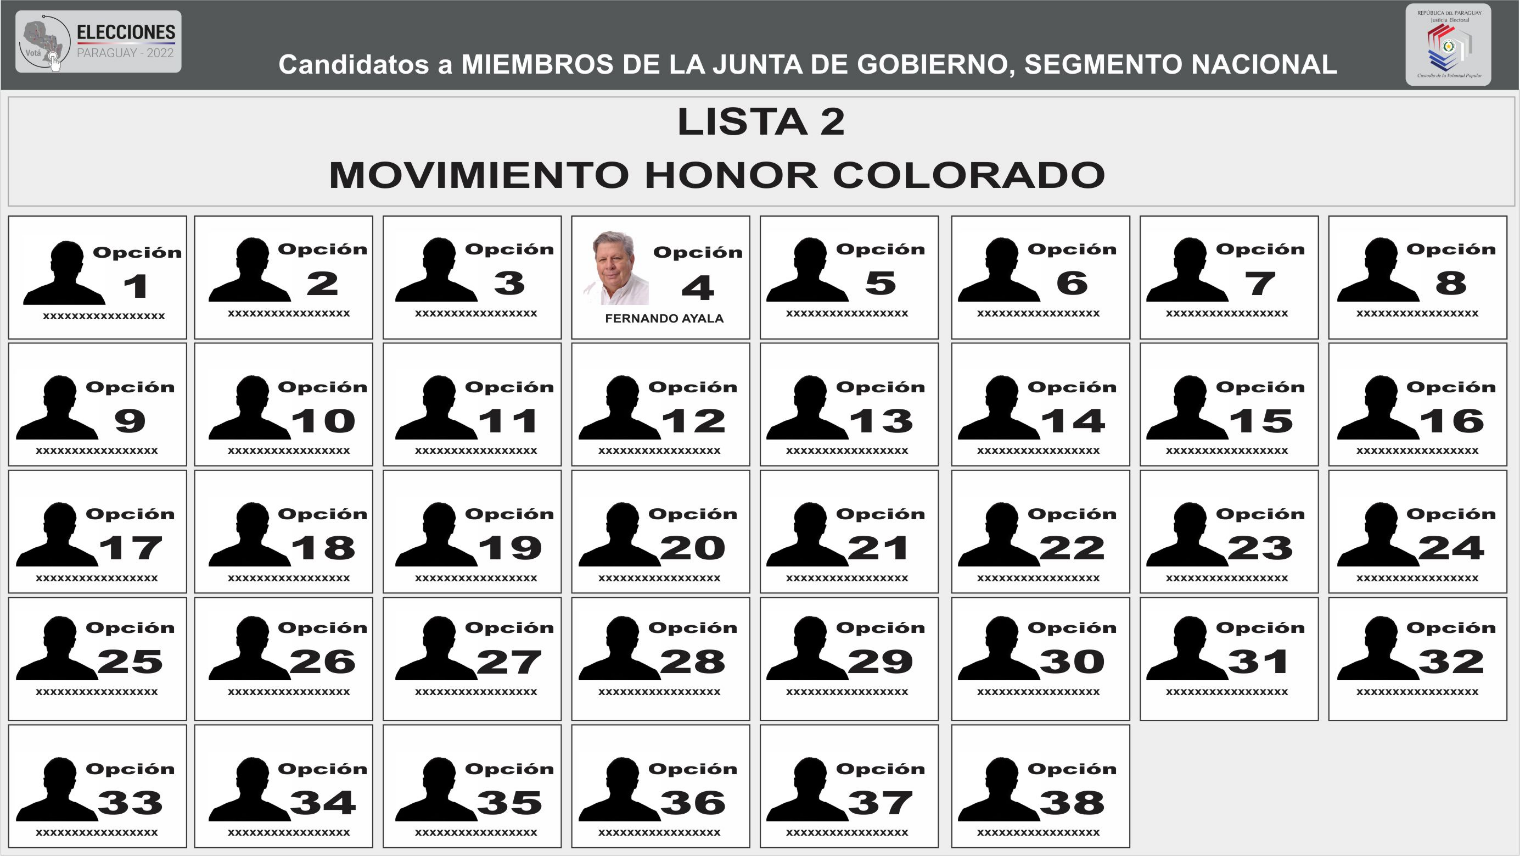 ELECCIONES
PARAGUAY - 2022
Votá
Candidatos a MIEMBROS DE LA JUNTA DE GOBIERNO, SEGMENTO NACIONAL
REPÚBLICA DEL PARAGUAY
Justicia Electoral
Custodio de la Voluntad Popular
LISTA 2
MOVIMIENTO HONOR COLORADO
Opción
1
xxxxxxxxxxxxxxxxx
Opción
2
xxxxxxxxxxxxxxxxx
Opción
3
xxxxxxxxxxxxxxxxx
Opción
4
FERNANDO AYALA
Opción
5
xxxxxxxxxxxxxxxxx
Opción
6
xxxxxxxxxxxxxxxxx
Opción
7
xxxxxxxxxxxxxxxxx
Opción
8
xxxxxxxxxxxxxxxxx
Opción
9
xxxxxxxxxxxxxxxxx
Opción
10
xxxxxxxxxxxxxxxxx
Opción
11
xxxxxxxxxxxxxxxxx
Opción
12
xxxxxxxxxxxxxxxxx
Opción
13
xxxxxxxxxxxxxxxxx
Opción
14
xxxxxxxxxxxxxxxxx
Opción
15
xxxxxxxxxxxxxxxxx
Opción
16
xxxxxxxxxxxxxxxxx
Opción
17
xxxxxxxxxxxxxxxxx
Opción
18
xxxxxxxxxxxxxxxxx
Opción
19
xxxxxxxxxxxxxxxxx
Opción
20
xxxxxxxxxxxxxxxxx
Opción
21
xxxxxxxxxxxxxxxxx
Opción
22
xxxxxxxxxxxxxxxxx
Opción
23
xxxxxxxxxxxxxxxxx
Opción
24
xxxxxxxxxxxxxxxxx
Opción
25
xxxxxxxxxxxxxxxxx
Opción
26
xxxxxxxxxxxxxxxxx
Opción
27
xxxxxxxxxxxxxxxxx
Opción
28
xxxxxxxxxxxxxxxxx
Opción
29
xxxxxxxxxxxxxxxxx
Opción
30
xxxxxxxxxxxxxxxxx
Opción
31
xxxxxxxxxxxxxxxxx
Opción
32
xxxxxxxxxxxxxxxxx
Opción
33
xxxxxxxxxxxxxxxxx
Opción
34
xxxxxxxxxxxxxxxxx
Opción
35
xxxxxxxxxxxxxxxxx
Opción
36
xxxxxxxxxxxxxxxxx
Opción
37
xxxxxxxxxxxxxxxxx
Opción
38
xxxxxxxxxxxxxxxxx